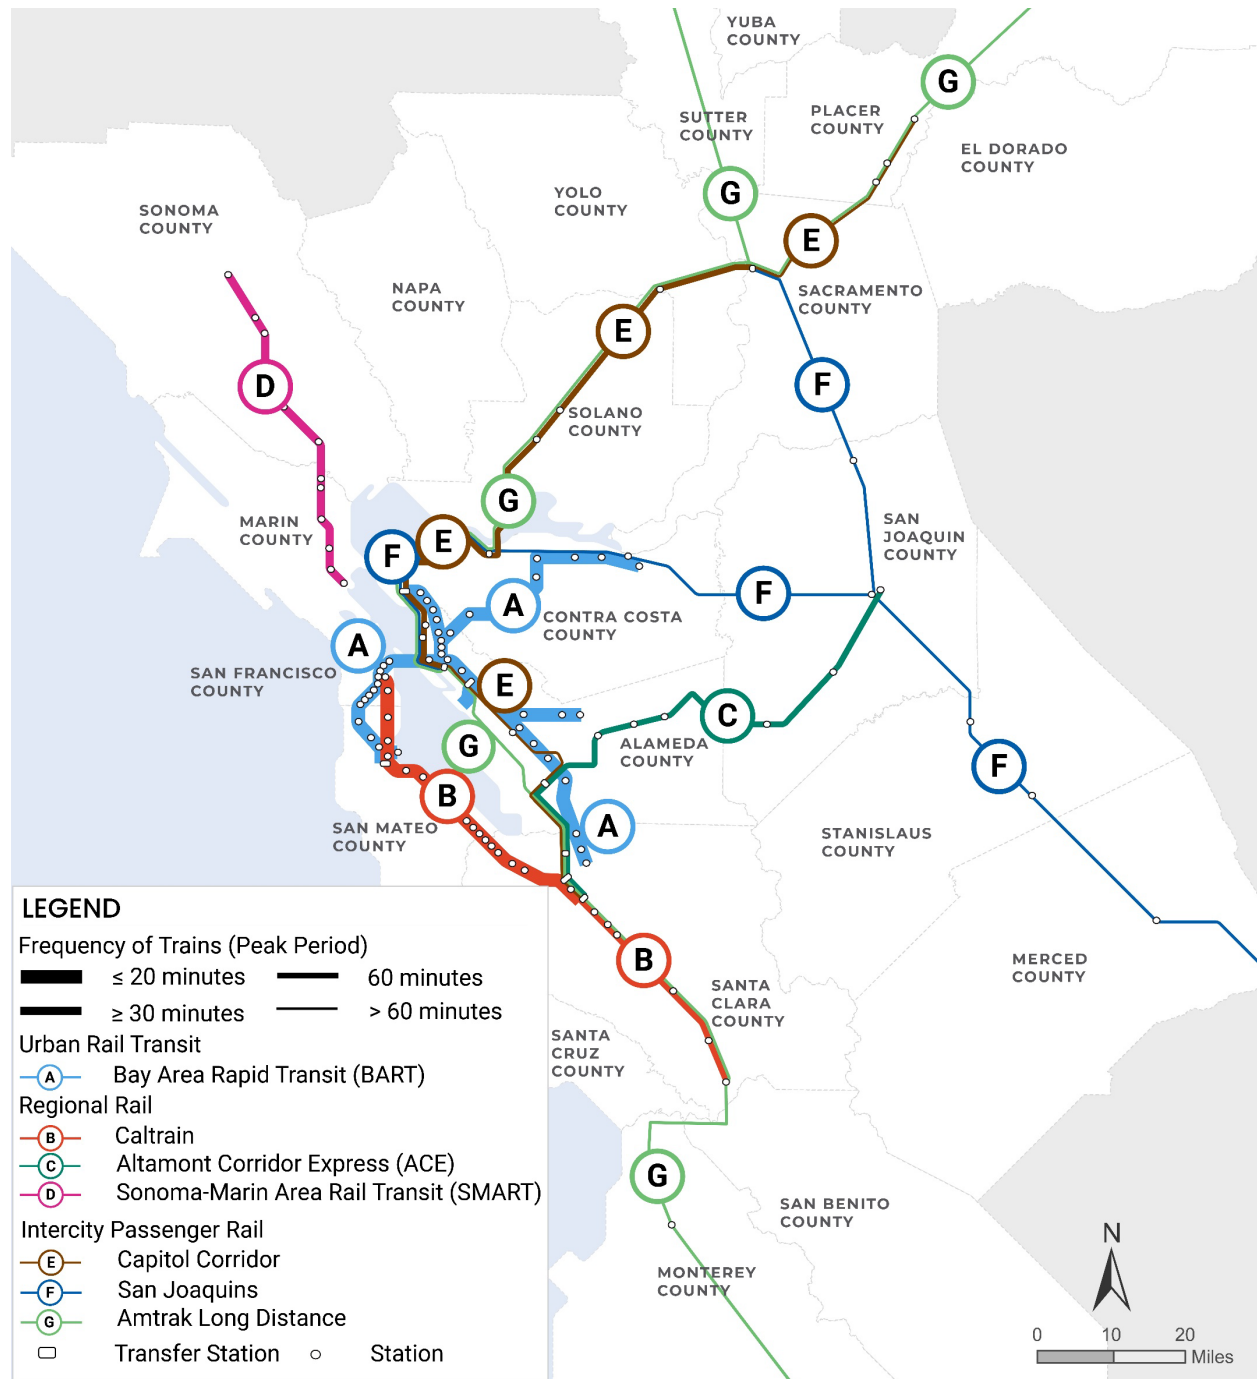 YUBA
COUNTY
G
SUTTER
COUNTY
PLACER
COUNTY
EL DORADO
COUNTY
YOLO
COUNTY
G
SONOMA
COUNTY
E
NAPA
COUNTY
SACRAMENTO
COUNTY
E
D
F
SOLANO
COUNTY
G
MARIN
COUNTY
E
F
SAN
JOAQUIN
COUNTY
A
F
CONTRA COSTA
COUNTY
A
SAN FRANCISCO
COUNTY
E
C
G
ALAMEDA
COUNTY
F
B
A
SAN MATEO
COUNTY
STANISLAUS
COUNTY
B
MERCED
COUNTY
SANTA
CLARA
COUNTY
SANTA
CRUZ
COUNTY
G
SAN BENITO
COUNTY
MONTEREY
COUNTY
LEGEND
Frequency of Trains (Peak Period)
≤ 20 minutes
60 minutes
≥ 30 minutes
> 60 minutes
Urban Rail Transit
A Bay Area Rapid Transit (BART)
Regional Rail
B Caltrain
C Altamont Corridor Express (ACE)
D Sonoma-Marin Area Rail Transit (SMART)
Intercity Passenger Rail
E Capitol Corridor
F San Joaquins
G Amtrak Long Distance
Transfer Station
Station
N
0 10 20
Miles